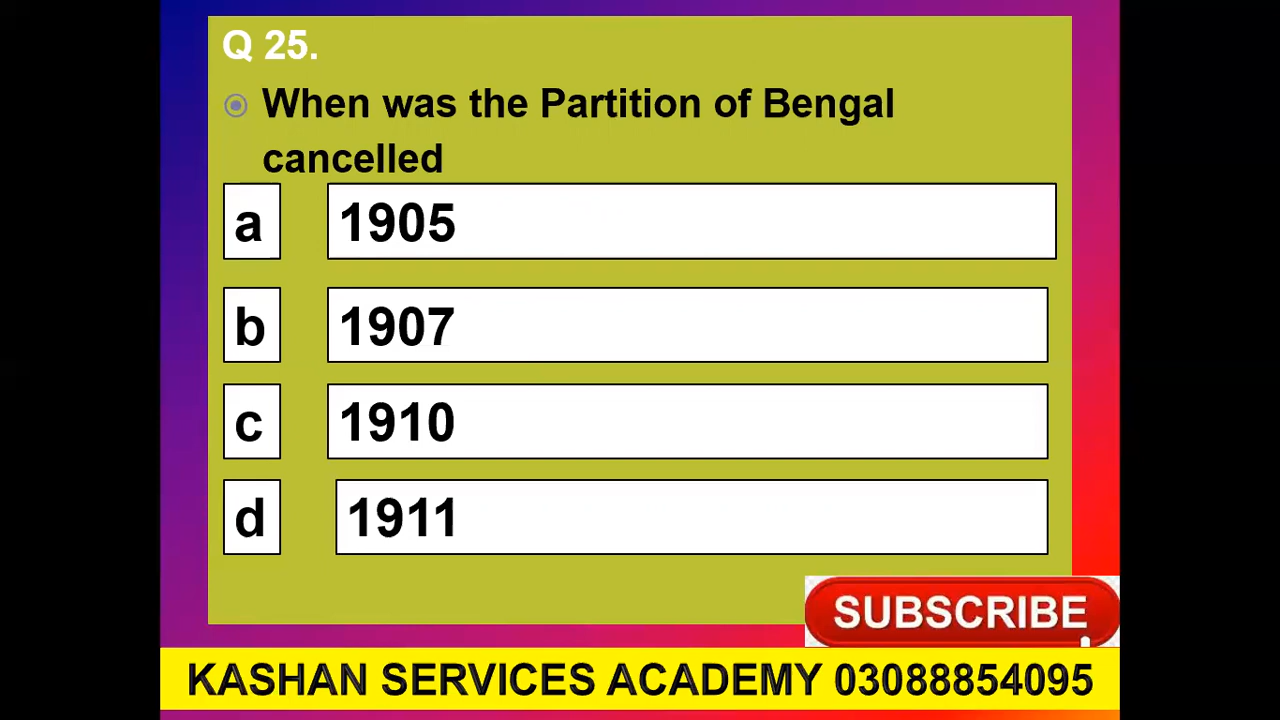 Q 25.
When was the Partition of Bengal
cancelled
a 1905
b 1907
c 1910
d 1911
SUBSCRIBE
KASHAN SERVICES ACADEMY 03088854095